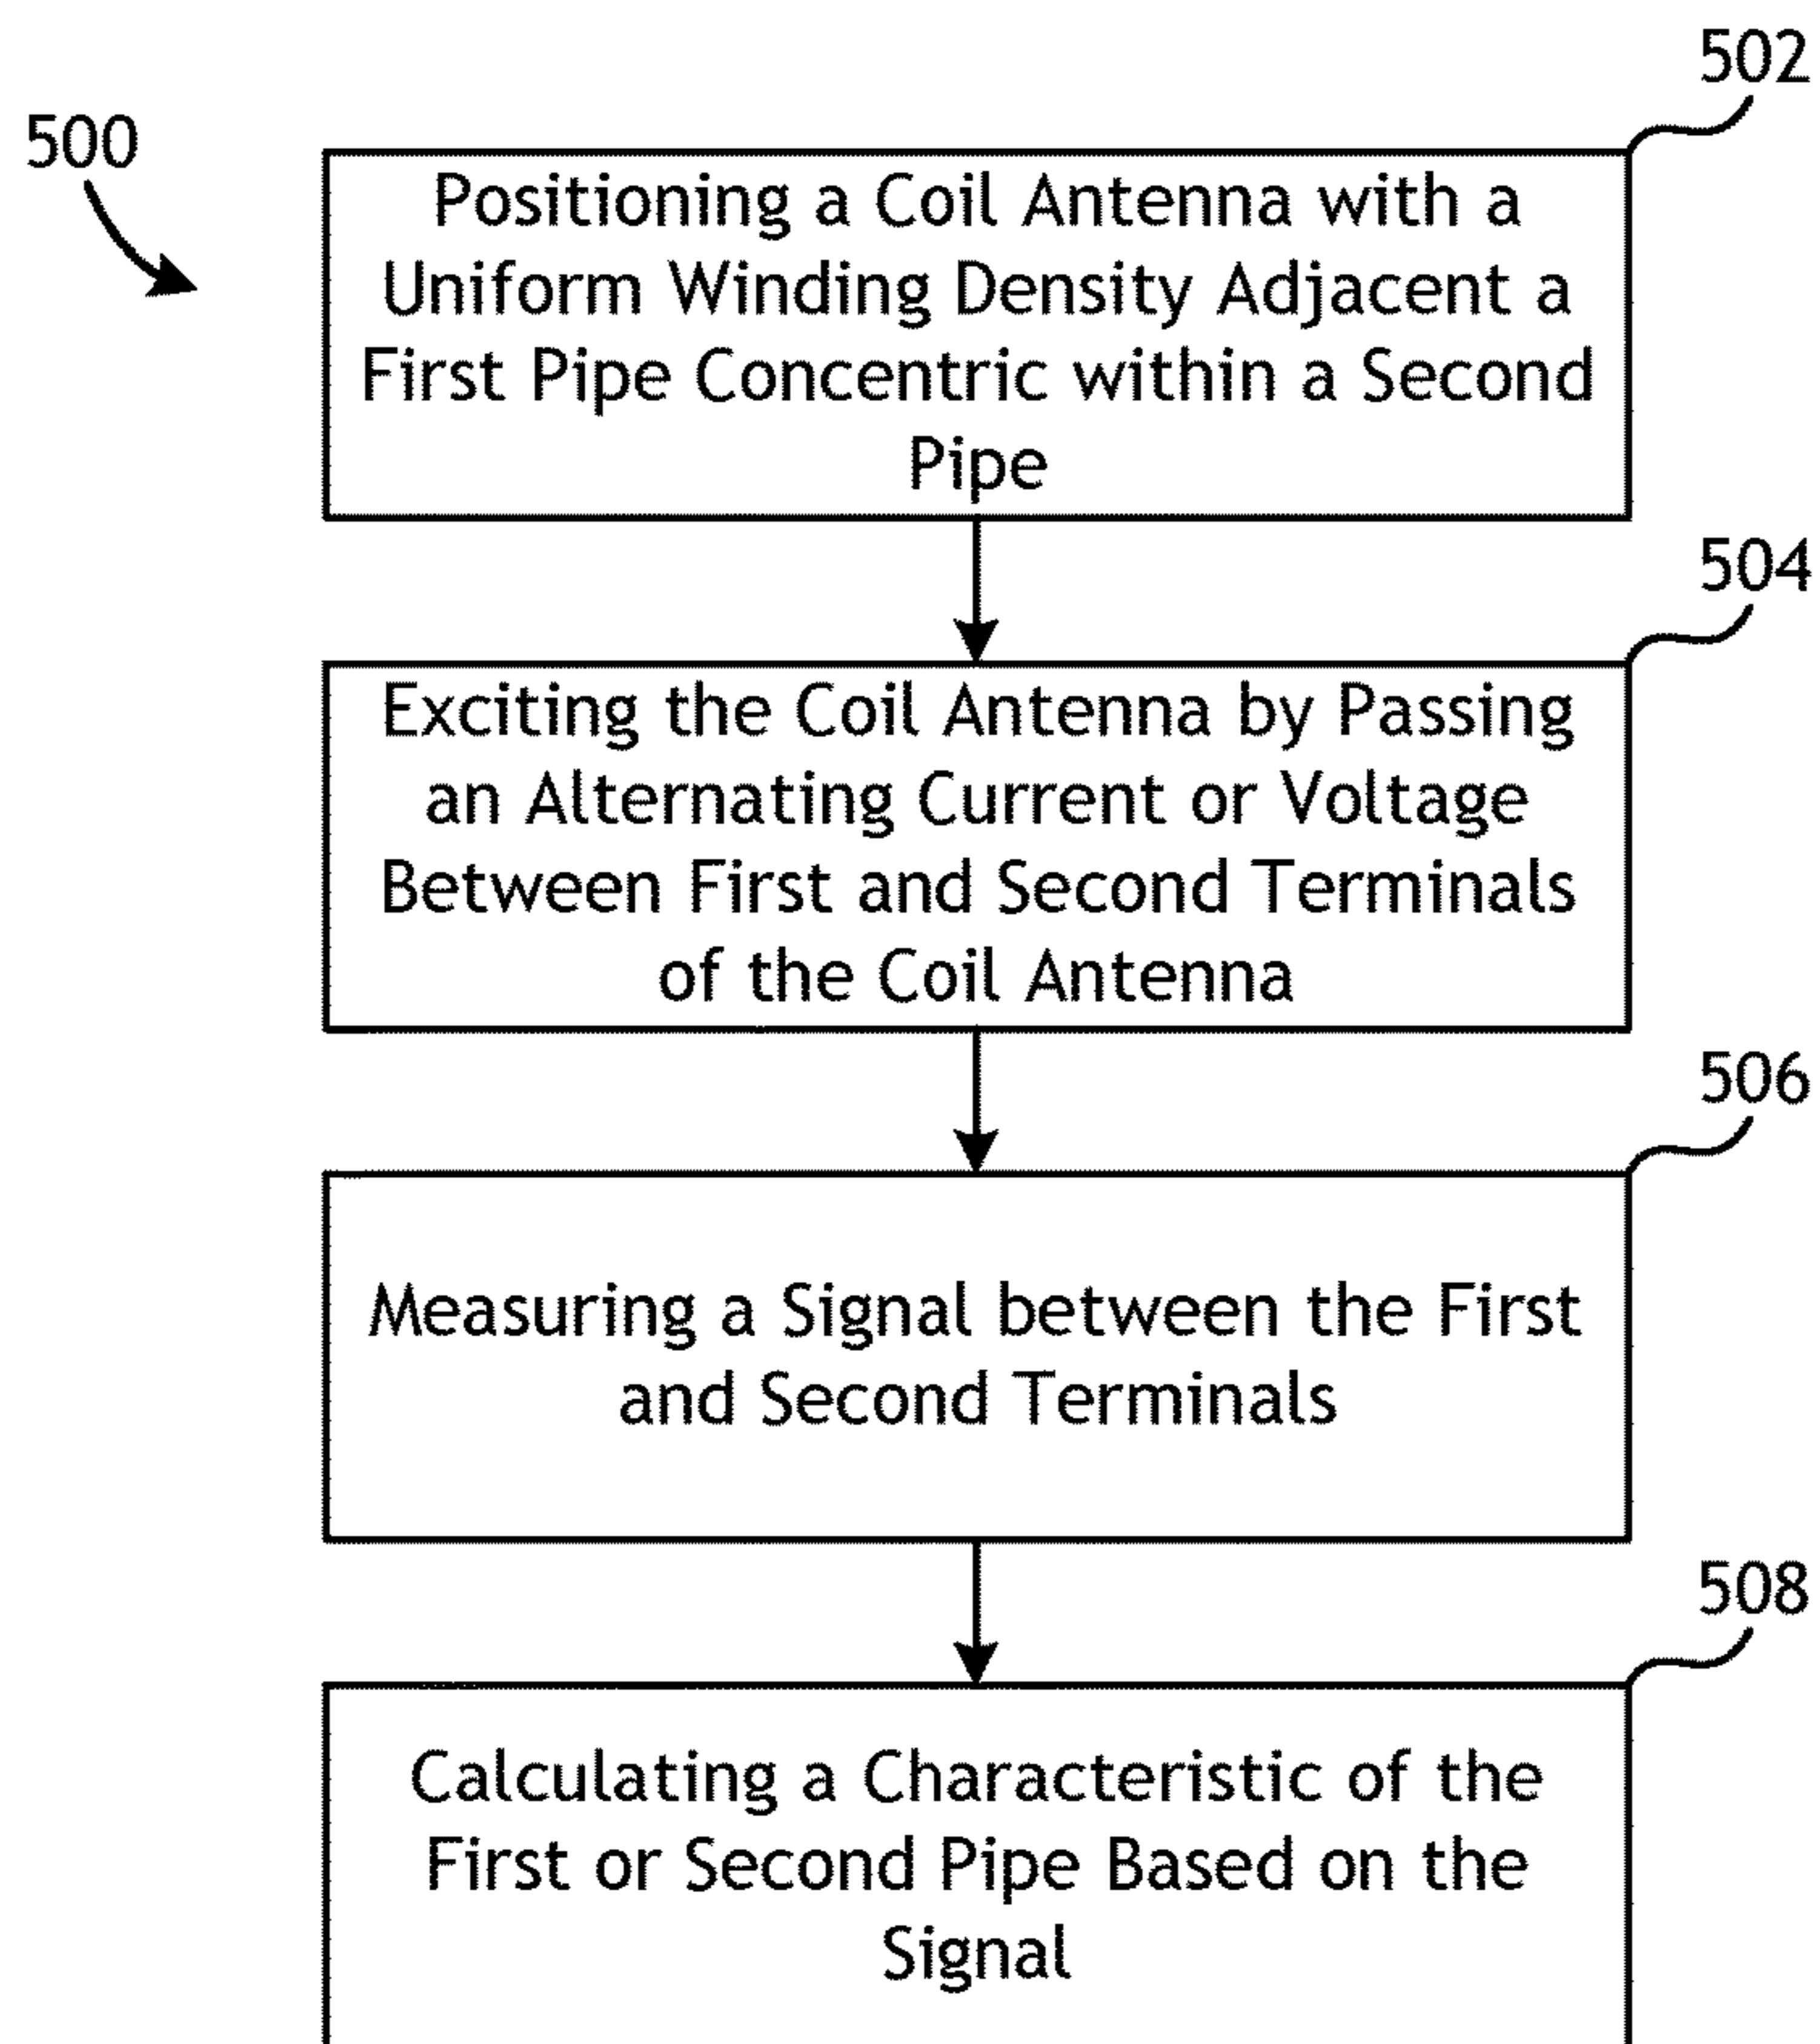 502
500
Positioning a Coil Antenna with a
Uniform Winding Density Adjacent a
First Pipe Concentric within a Second
Pipe
504
Exciting the Coil Antenna by Passing
an Alternating Current or Voltage
Between First and Second Terminals
of the Coil Antenna
506
Measuring a Signal between the First
and Second Terminals
508
Calculating a Characteristic of the
First or Second Pipe Based on the
Signal